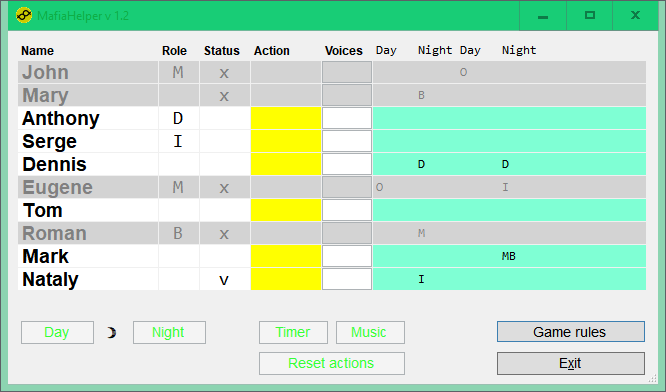 MafiaHelper v 1.2
Name Role Status Action Voices Day Night Day Night
John M x O
Mary x B
Anthony D
Serge I
Dennis D D
Eugene M x O I
Tom
Roman B x M
Mark MB
Nataly v I
Day Night Timer Music Game rules
Reset actions Exit